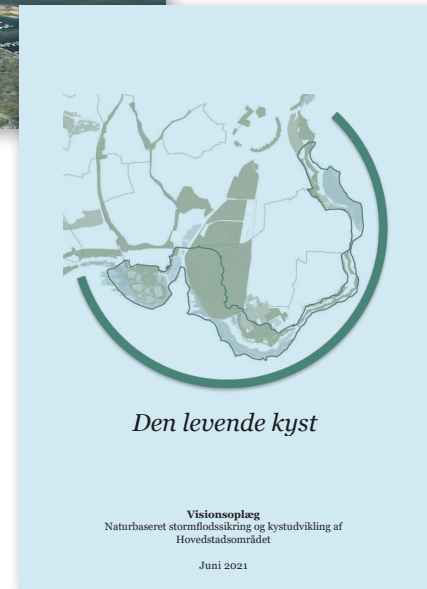 Den levende kyst
Visionsoplæg
Naturbaseret stormflodssikring og kystudvikling af
Hovedstadsområdet
Juni 2021